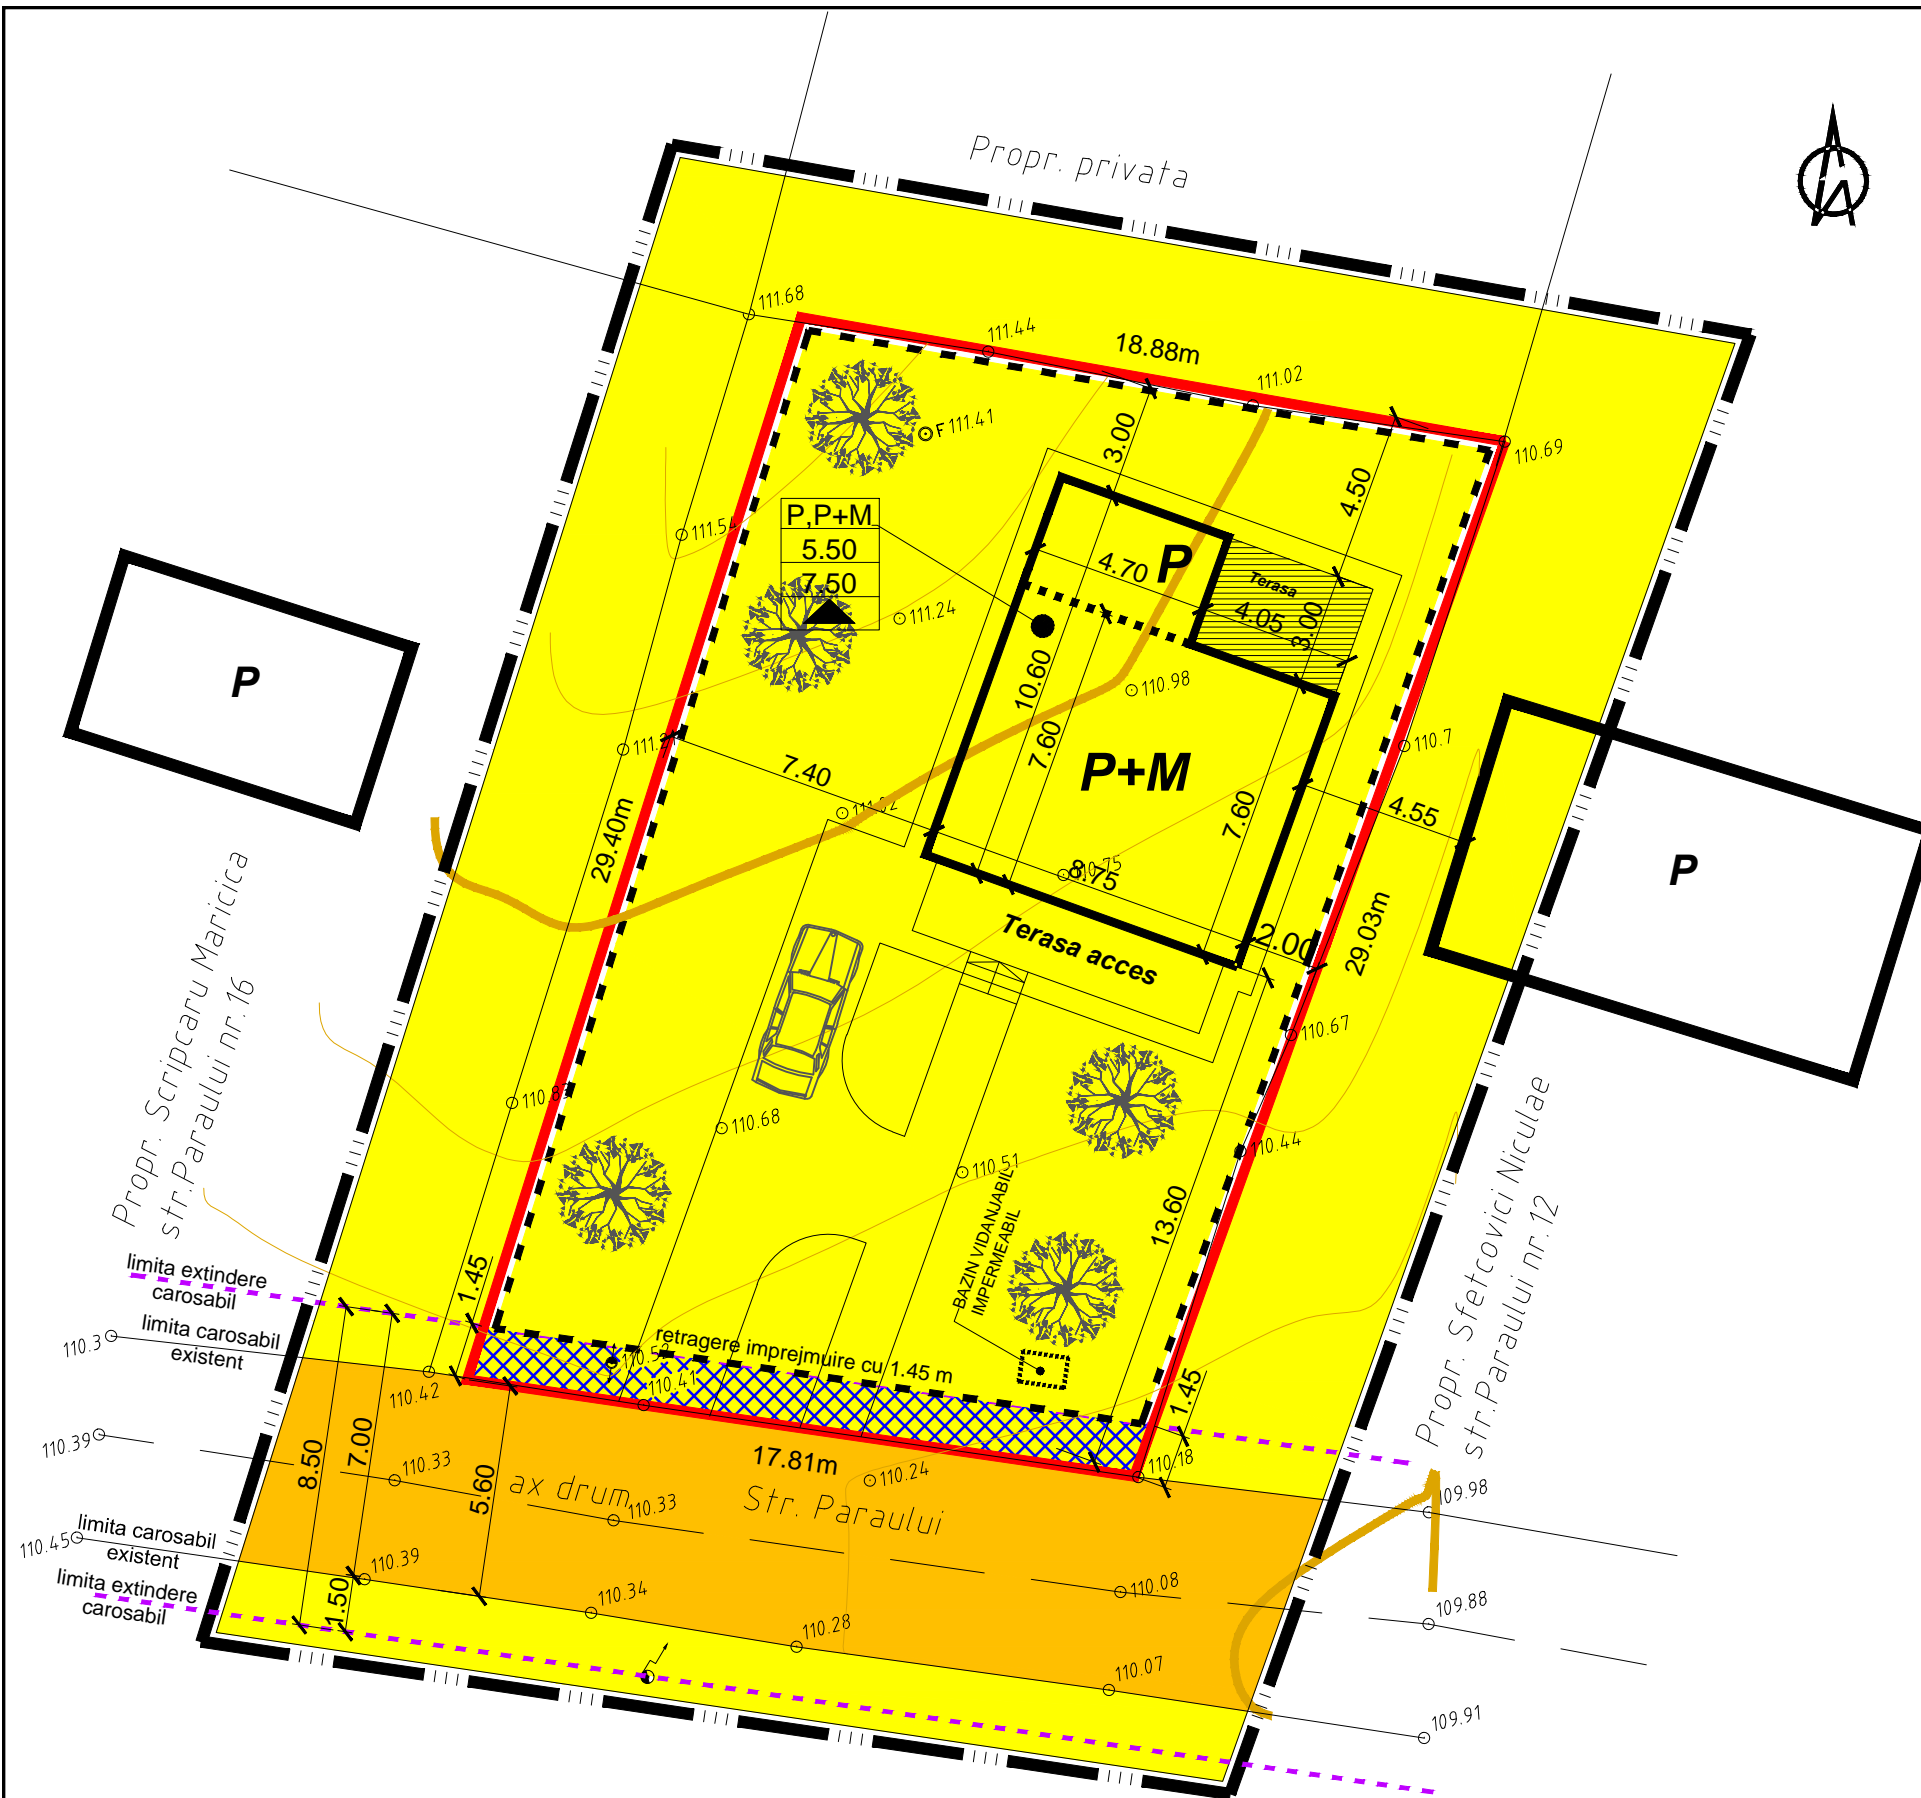 Propr. privata
111.68
111.44
18.88m
111.02
110.69
F 111.41
3.00
4.50
P,P+M
5.50
7.50
111.54
P
4.70
Terasa
4.05
3.00
111.24
10.60
110.98
7.60
P+M
7.60
110.7
4.55
P
P
7.40
29.40m
8.75
110.75
Terasa acces
2.00
29.03m
110.67
110.68
110.51
110.44
13.60
Propr. Scripcaru Maricica
str.Paraului nr.16
Propr. Sfetcovici Niculae
str.Paraului nr.12
BAZIN VIDANJABIL
IMPERMEABIL
limita extindere
carosabil
1.45
limita carosabil
existent
110.3
retragere imprejmuire cu 1.45 m
110.41
1.45
110.42
110.39
110.33
8.50
7.00
5.60
ax drum
110.33
17.81m
110.24
Str. Paraului
110.18
109.98
limita carosabil
existent
110.45
110.39
110.34
110.28
110.08
109.88
limita extindere
carosabil
1.50
110.07
109.91